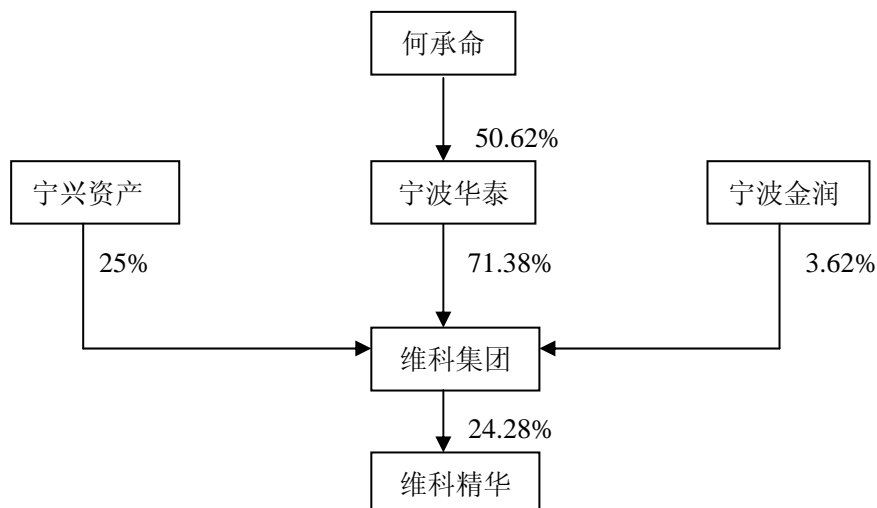 何承命
50.62%
宁兴资产
宁波华泰
宁波金润
25%
71.38%
3.62%
维科集团
24.28%
维科精华